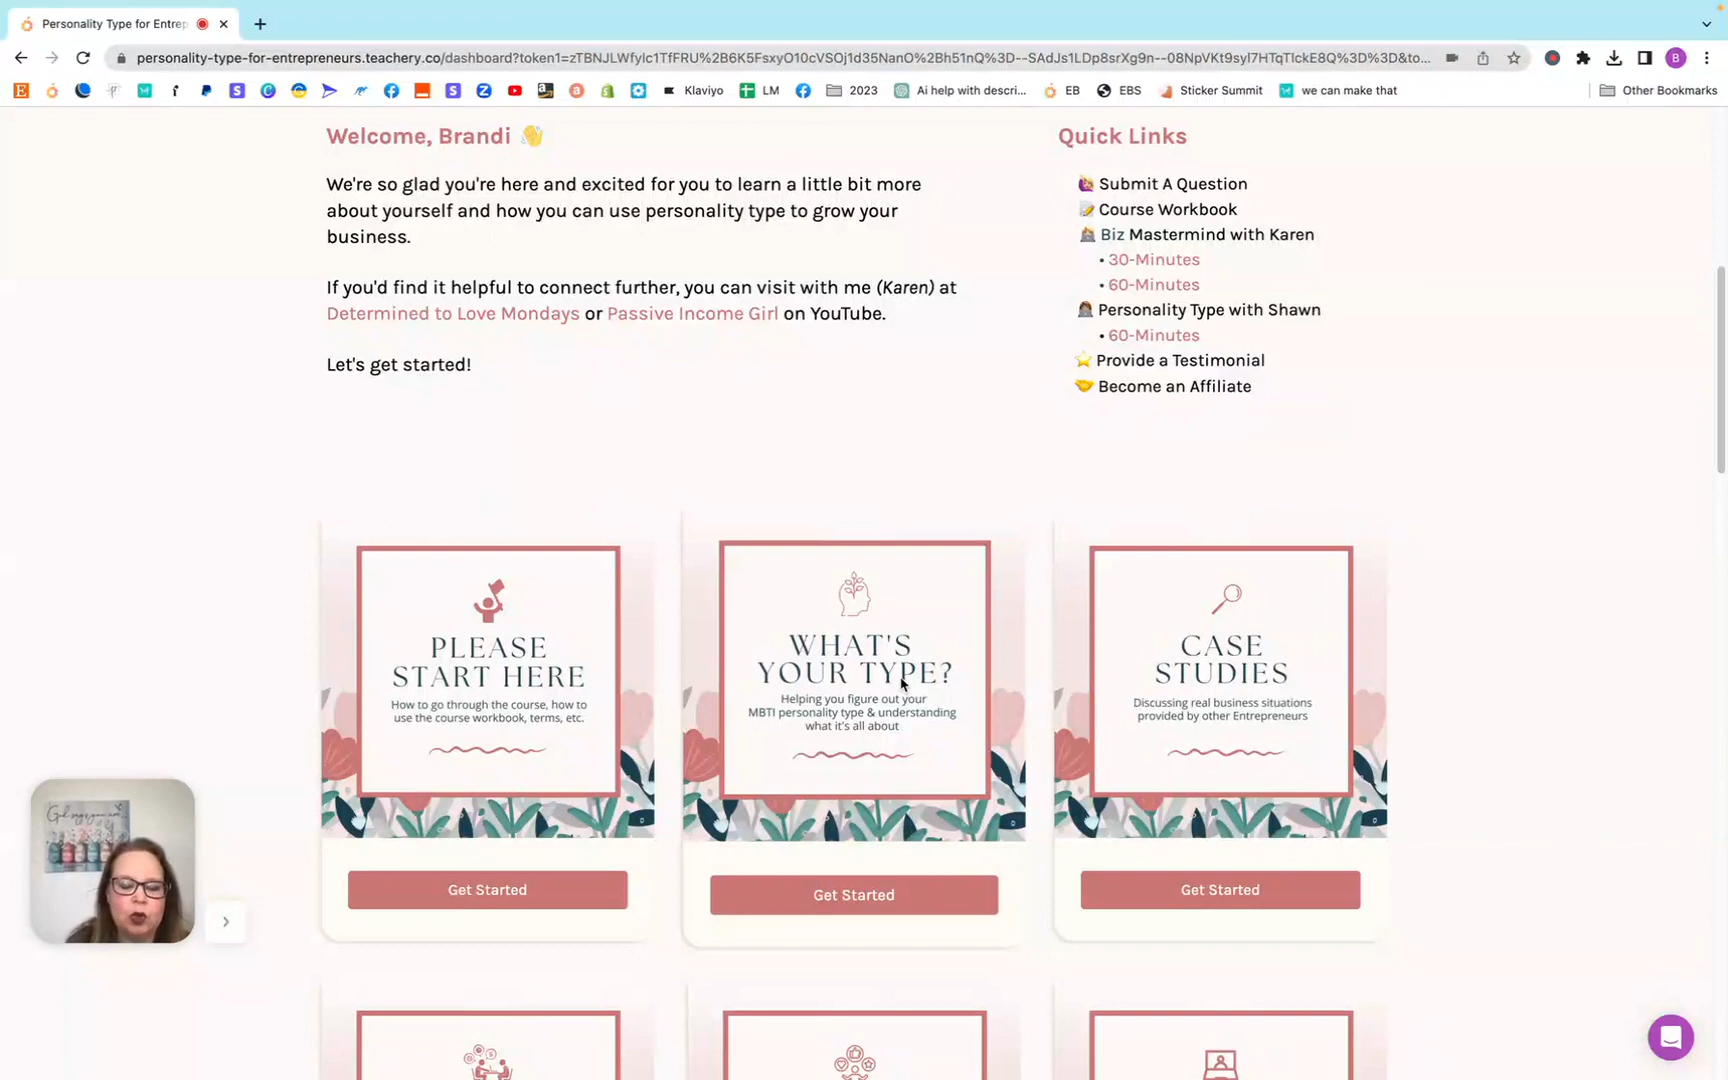 Personality Type for Entrep
personality-type-for-entrepreneurs.teachery.co/dashboard?token1=zTBNJLWfylc1TfFRU%2B6K5FsxyO10cVSOj1d35NanO%2Bh51nQ%3D--SAdJs1LDp8srXg9n--08NpVKt9syl7HTqTlckE8Q%3D%3D&to...
B
Klaviyo
LM
2023
Ai help with descri...
EB
EBS
Sticker Summit
we can make that
Other Bookmarks
Welcome, Brandi 👋
We're so glad you're here and excited for you to learn a little bit more
about yourself and how you can use personality type to grow your
business.
If you'd find it helpful to connect further, you can visit with me (Karen) at
Determined to Love Mondays or Passive Income Girl on YouTube.
Let's get started!
Quick Links
Submit A Question
Course Workbook
Biz Mastermind with Karen
• 30-Minutes
• 60-Minutes
Personality Type with Shawn
• 60-Minutes
Provide a Testimonial
Become an Affiliate
PLEASE
START HERE
How to go through the course, how to
use the course workbook, terms, etc.
Get Started
WHAT'S
YOUR TYPE?
Helping you figure out your
MBTI personality type & understanding
what it's all about
Get Started
CASE
STUDIES
Discussing real business situations
provided by other Entrepreneurs
Get Started
God says you are